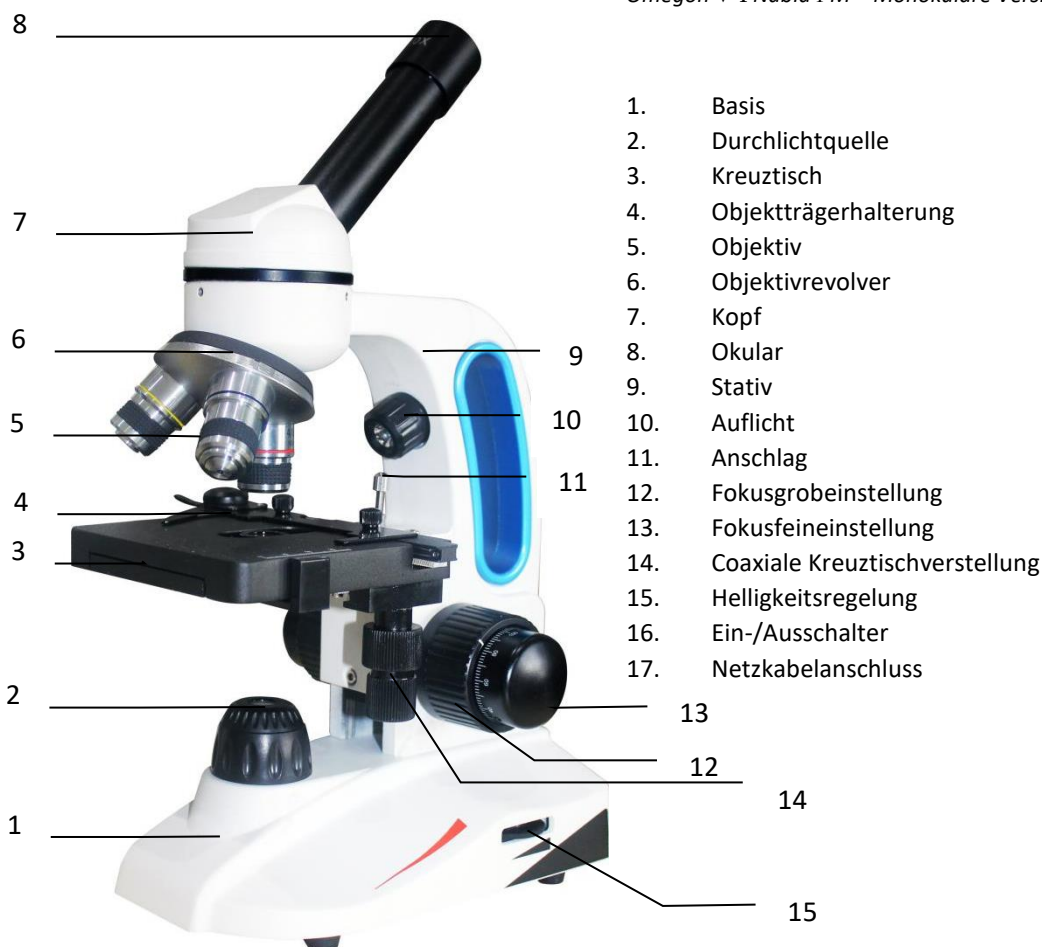 Monokulare
8
7
6
5
4
3
2
1
9
10
11
13
12
14
15
1. Basis
2. Durchlichtquelle
3. Kreuztisch
4. Objektträgerhalterung
5. Objektiv
6. Objektivrevolver
7. Kopf
8. Okular
9. Stativ
10. Auflicht
11. Anschlag
12. Fokusgrobeinstellung
13. Fokusfeineinstellung
14. Coaxiale Kreuztischverstellung
15. Helligkeitsregelung
16. Ein-/Ausschalter
17. Netzkabelanschluss